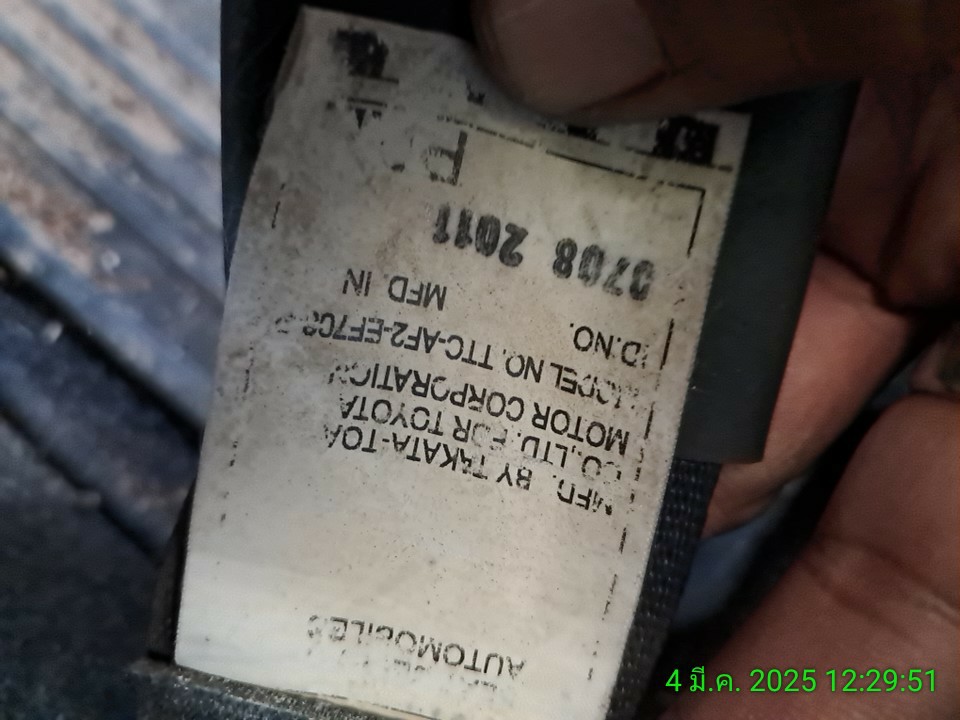 AUTOMOBILES
MFD. BY TAKATA-TOA
CO.,LTD. FOR TOYOTA
MOTOR CORPORATION
MODEL NO. TTC-AF2-EF7
I.D.NO.
MFD. IN
0708 2011
4 มี.ค. 2025 12:29:51